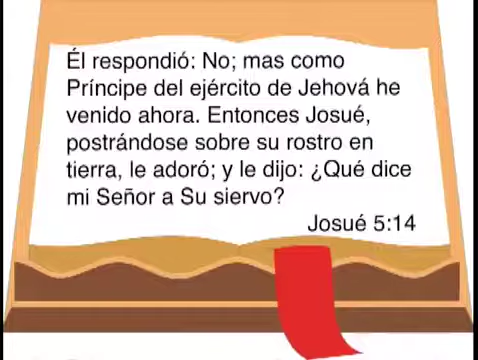 Él respondió: No; mas como
Príncipe del ejército de Jehová he
venido ahora. Entonces Josué,
postrándose sobre su rostro en
tierra, le adoró; y le dijo: ¿Qué dice
mi Señor a Su siervo?
Josué 5:14